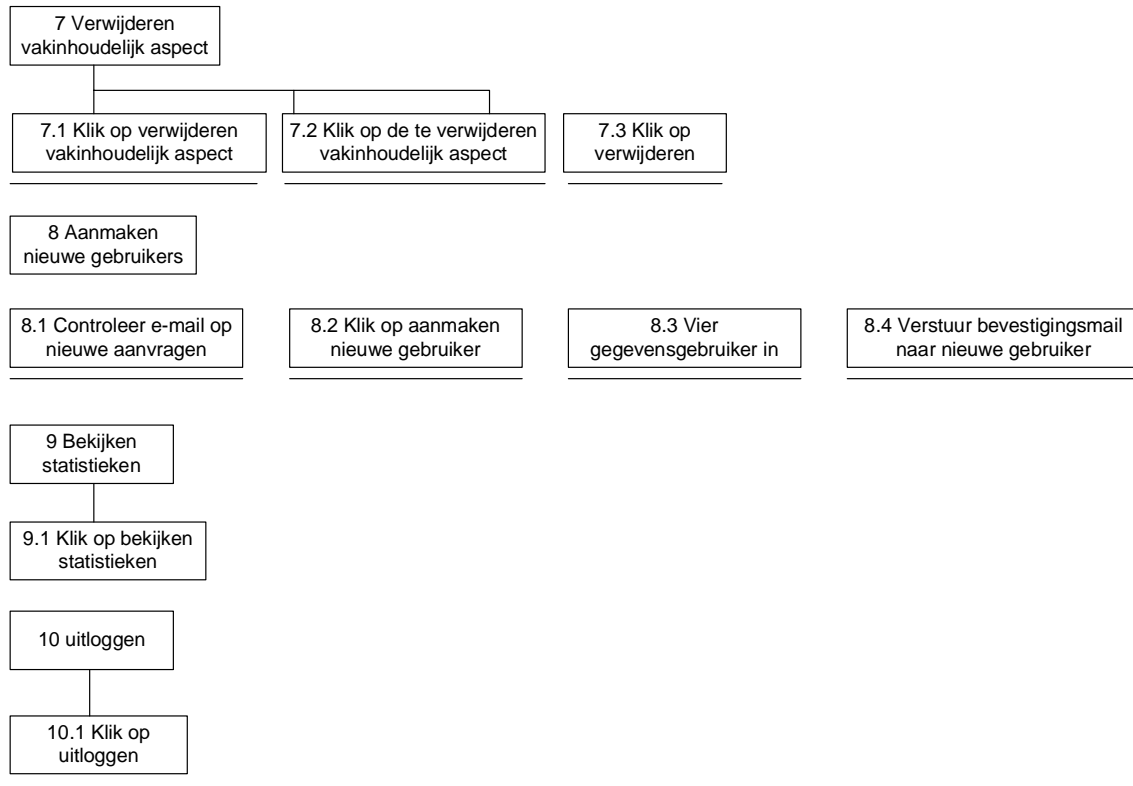 7 Verwijderen
vakinhoudelijk aspect
7.1 Klik op verwijderen
vakinhoudelijk aspect
7.2 Klik op de te verwijderen
vakinhoudelijk aspect
7.3 Klik op
verwijderen
8 Aanmaken
nieuwe gebruikers
8.1 Controleer e-mail op
nieuwe aanvragen
8.2 Klik op aanmaken
nieuwe gebruiker
8.3 Vier
gegevensgebruiker in
8.4 Verstuur bevestigingsmail
naar nieuwe gebruiker
9 Bekijken
statistieken
9.1 Klik op bekijken
statistieken
10 uitloggen
10.1 Klik op
uitloggen